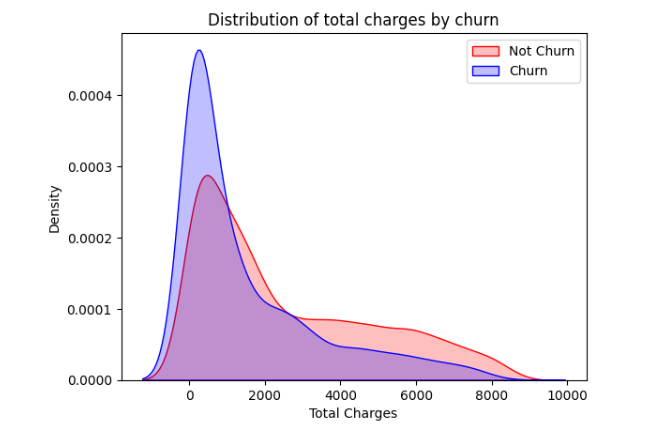 Distribution of total charges by churn
Not Churn
Churn
Density
0.0004
0.0003
0.0002
0.0001
0.0000
0 2000 4000 6000 8000 10000
Total Charges